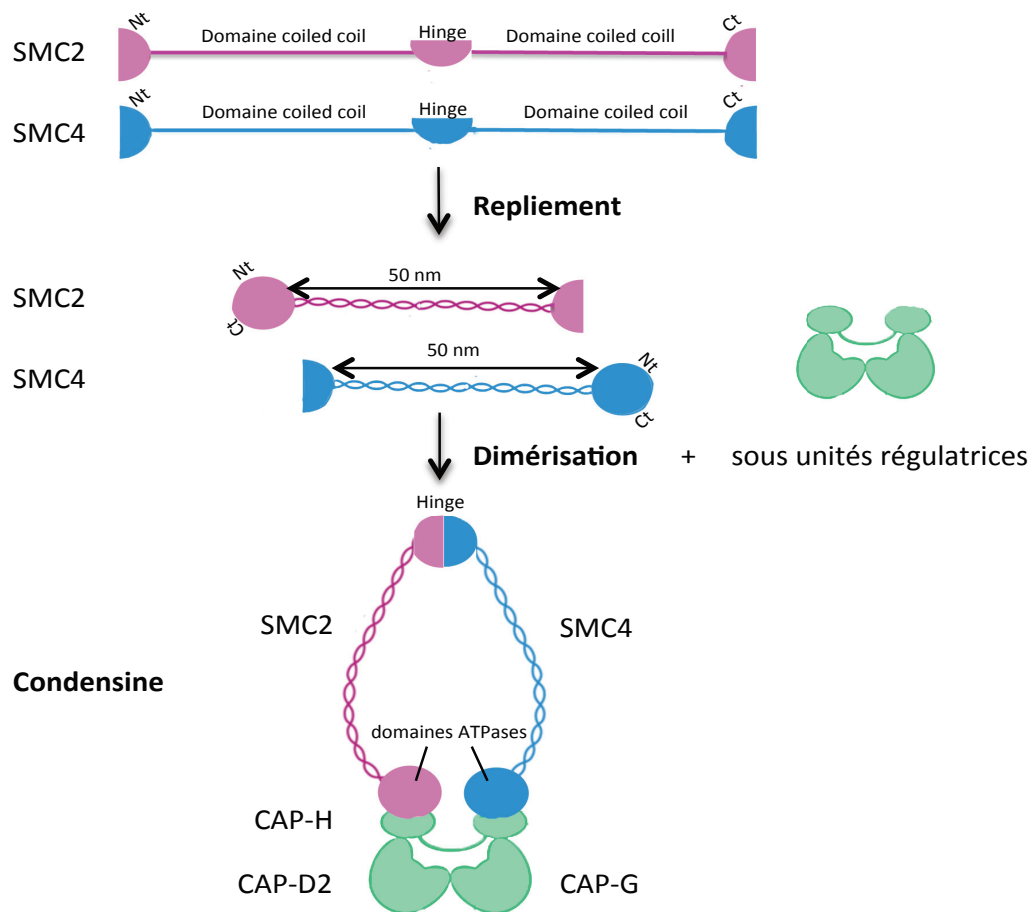 Nt
Ct
SMC2
Domaine coiled coil
Hinge
Domaine coiled coill
Nt
Ct
SMC4
Domaine coiled coil
Hinge
Domaine coiled coil
Repliement
Nt
50 nm
SMC2
Ct
50 nm
Nt
SMC4
Ct
Dimérisation + sous unités régulatrices
Hinge
SMC2
SMC4
Condensine
domaines ATPases
CAP-H
CAP-D2
CAP-G